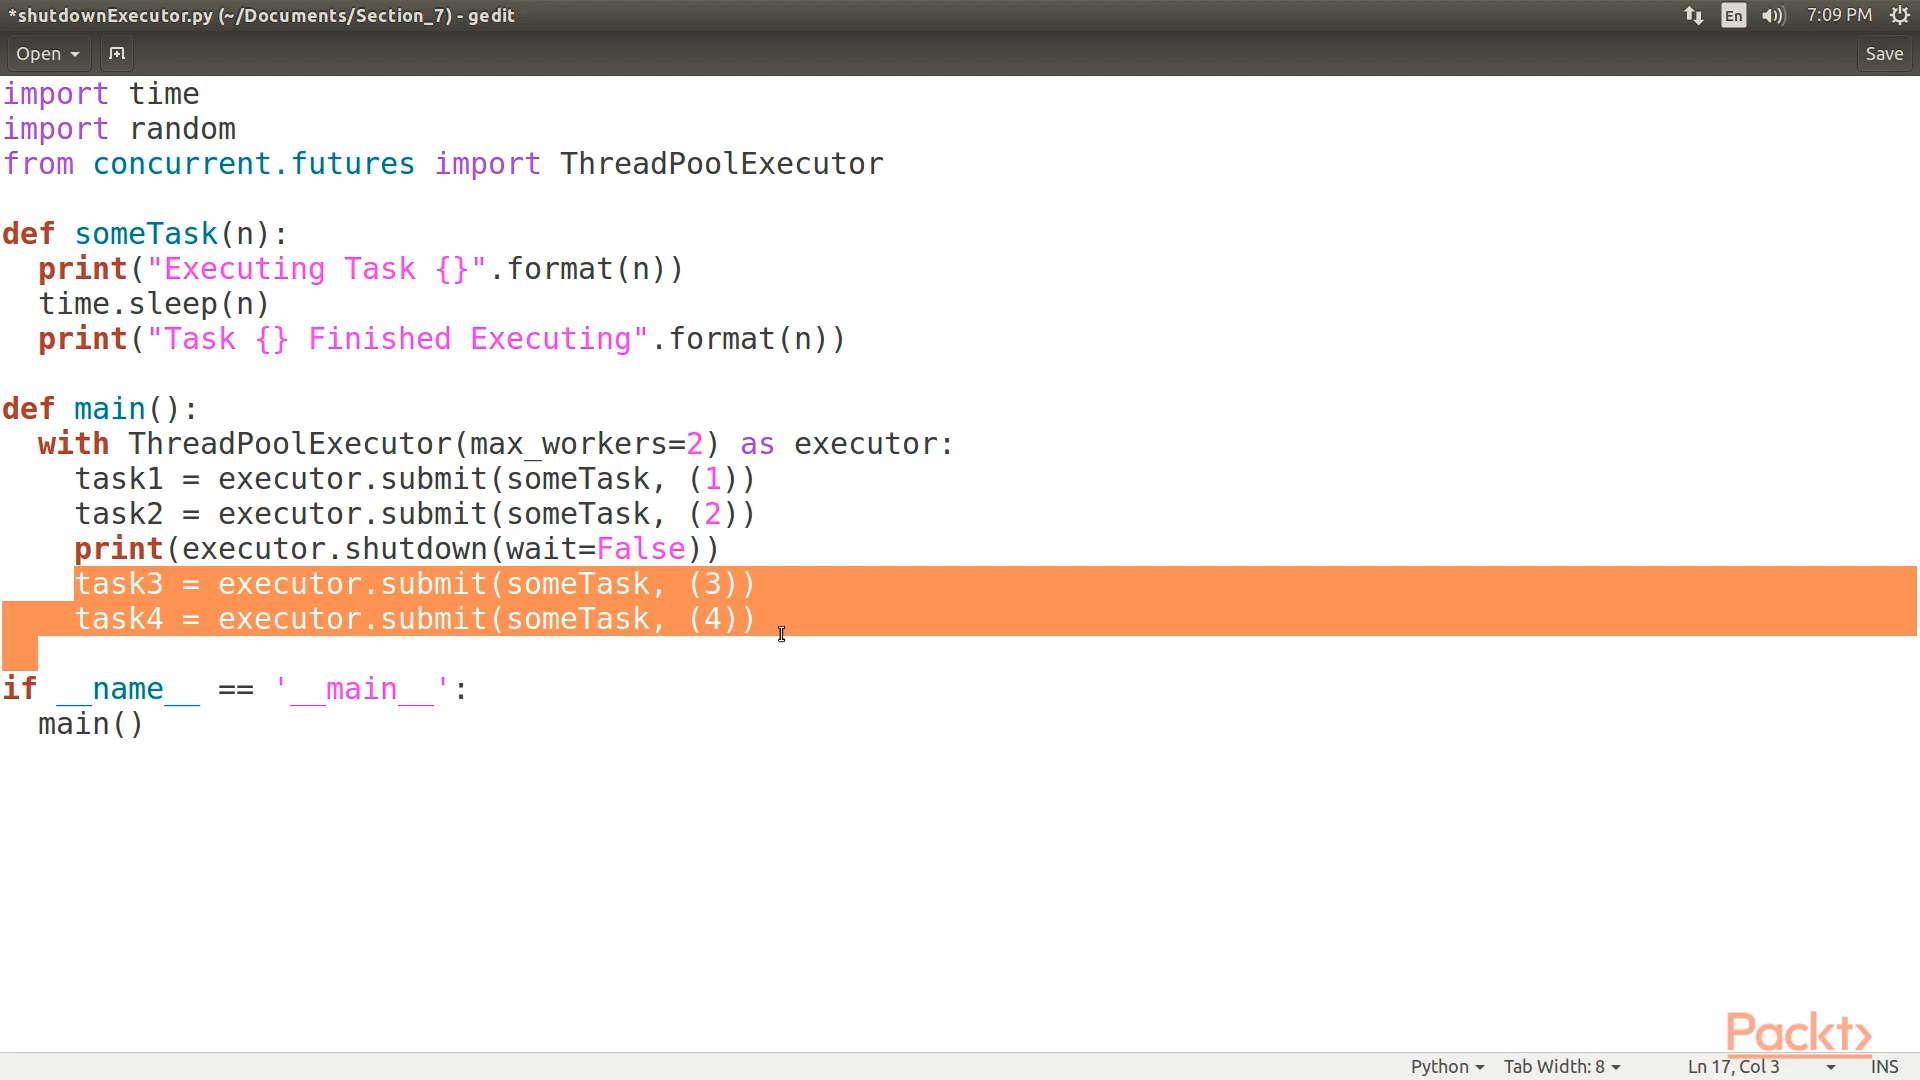 *shutdownExecutor.py (~/Documents/Section_7) - gedit
En
7:09 PM
Open
Save
import time
import random
from concurrent.futures import ThreadPoolExecutor
def someTask(n):
  print("Executing Task {}".format(n))
  time.sleep(n)
  print("Task {} Finished Executing".format(n))
def main():
  with ThreadPoolExecutor(max_workers=2) as executor:
    task1 = executor.submit(someTask, (1))
    task2 = executor.submit(someTask, (2))
    print(executor.shutdown(wait=False))
    task3 = executor.submit(someTask, (3))
    task4 = executor.submit(someTask, (4))
if __name__ == '__main__':
  main()
Packt>
Python
Tab Width: 8
Ln 17, Col 3
INS